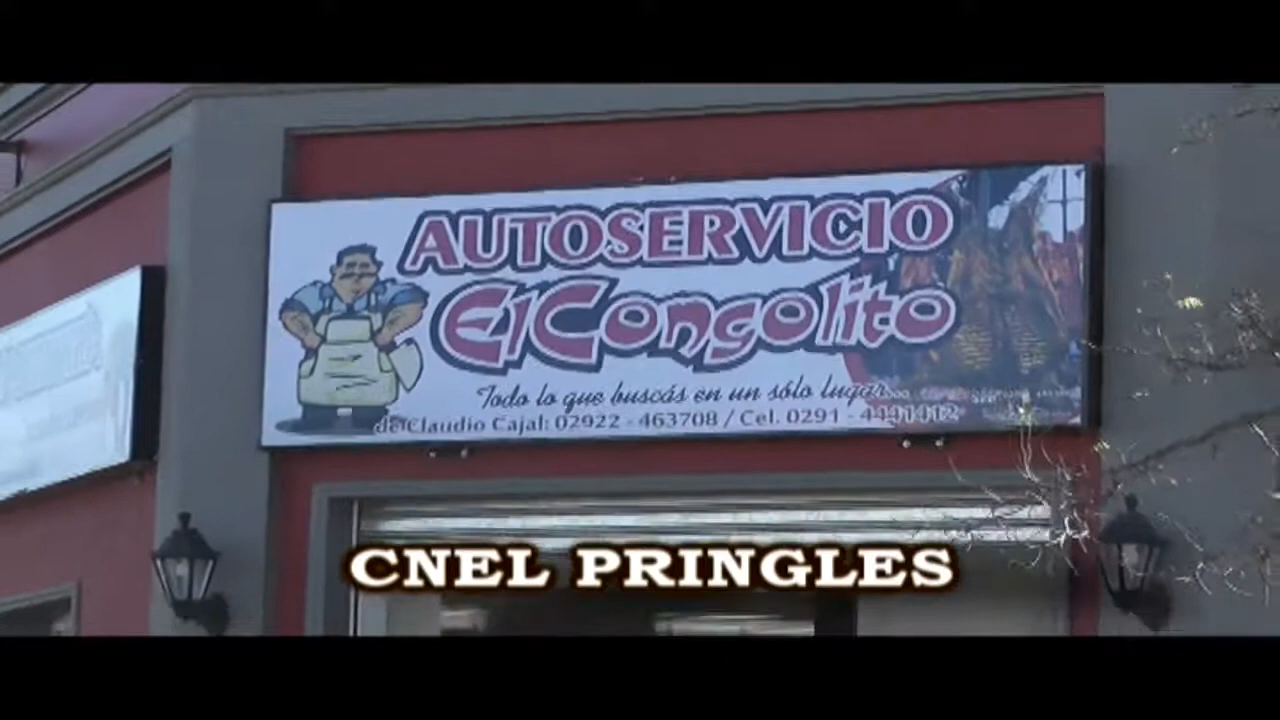 AUTOSERVICIO
El Congolito
Todo lo que buscás en un sólo lugar...
de Claudio Cajal: 02922 - 463708 / Cel. 0291 - 4441412
CNEL PRINGLES